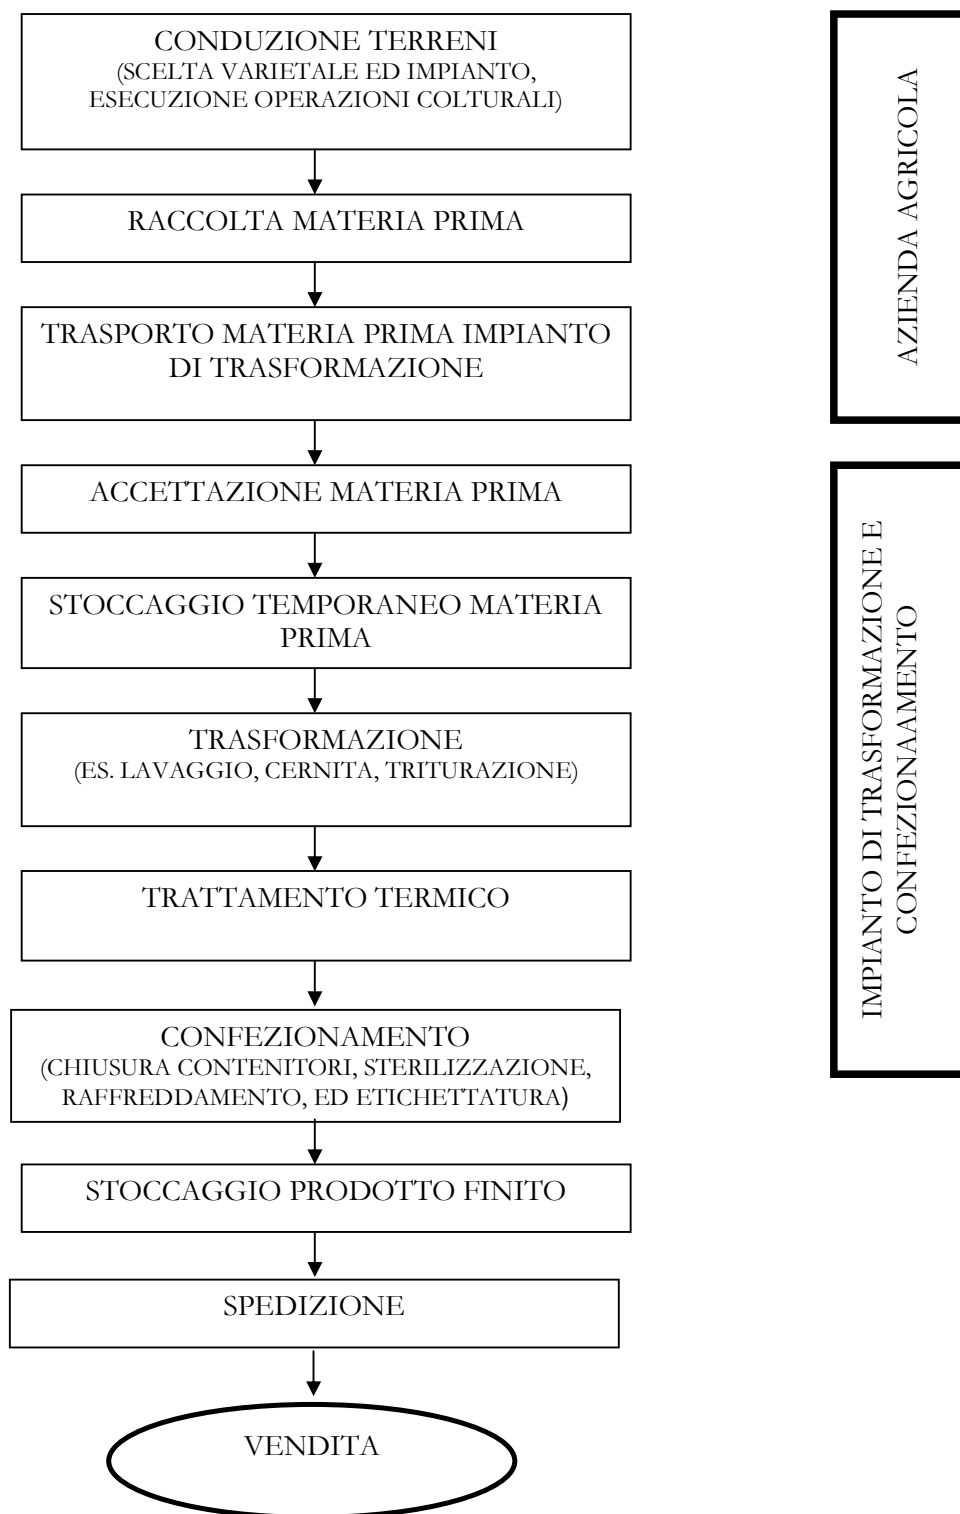 CONDUZIONE TERRENI
(SCELTA VARIETALE ED IMPIANTO,
ESECUZIONE OPERAZIONI COLTURALI)
RACCOLTA MATERIA PRIMA
TRASPORTO MATERIA PRIMA IMPIANTO
DI TRASFORMAZIONE
ACCETTAZIONE MATERIA PRIMA
STOCCAGGIO TEMPORANEO MATERIA
PRIMA
TRASFORMAZIONE
(ES. LAVAGGIO, CERNITA, TRITURAZIONE)
TRATTAMENTO TERMICO
CONFEZIONAMENTO
(CHIUSURA CONTENITORI, STERILIZZAZIONE,
RAFFREDDAMENTO, ED ETICHETTATURA)
STOCCAGGIO PRODOTTO FINITO
SPEDIZIONE
VENDITA
AZIENDA AGRICOLA
IMPIANTO DI TRASFORMAZIONE E
CONFEZIONAAMENTO